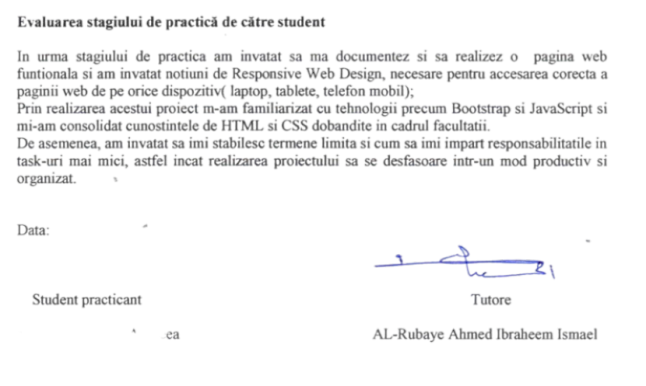 Evaluarea stagiului de practică de către student
In urma stagiului de practica am invatat sa ma documentez si sa realizez o pagina web
funtionala si am invatat notiuni de Responsive Web Design, necesare pentru accesarea corecta a
paginii web de pe orice dispozitiv( laptop, tablete, telefon mobil);
Prin realizarea acestui proiect m-am familiarizat cu tehnologii precum Bootstrap si JavaScript si
mi-am consolidat cunostintele de HTML si CSS dobandite in cadrul facultatii.
De asemenea, am invatat sa imi stabilesc termene limita si cum sa imi impart responsabilitatile in
task-uri mai mici, astfel incat realizarea proiectului sa se desfasoare intr-un mod productiv si
organizat.
Data:
Student practicant Tutore
ea AL-Rubaye Ahmed Ibraheem Ismael